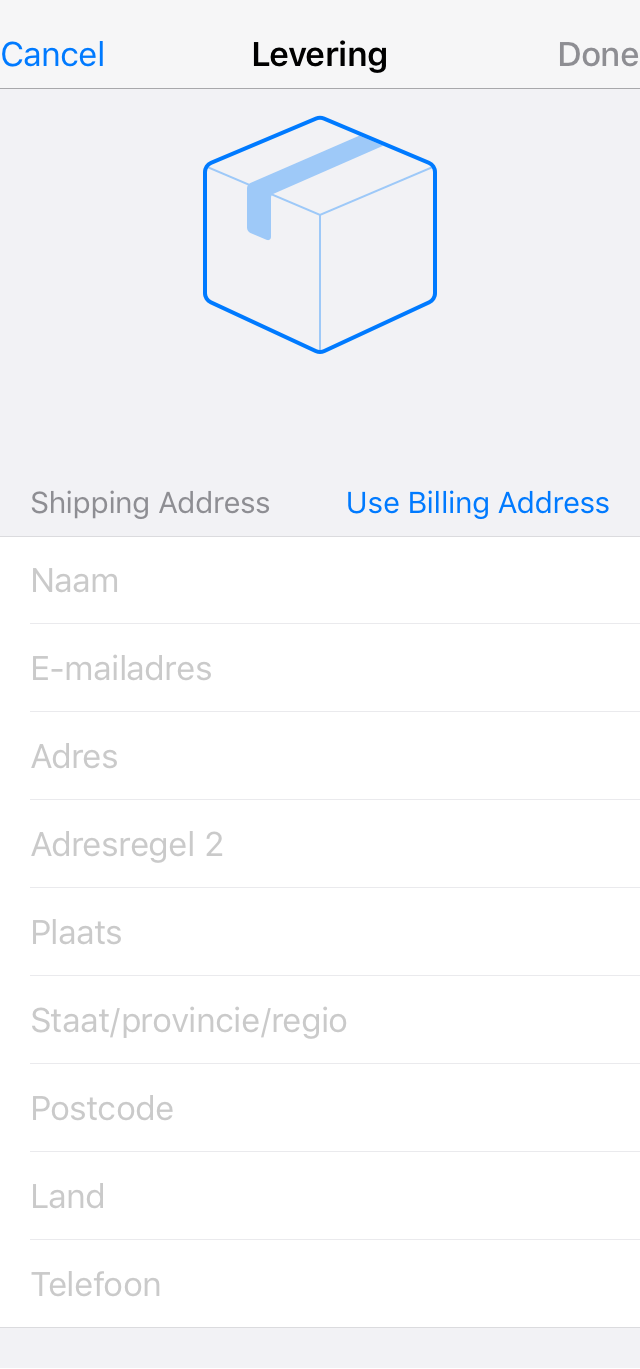 Cancel Levering Done
Shipping Address Use Billing Address
Naam
E-mailadres
Adres
Adresregel 2
Plaats
Staat/provincie/regio
Postcode
Land
Telefoon